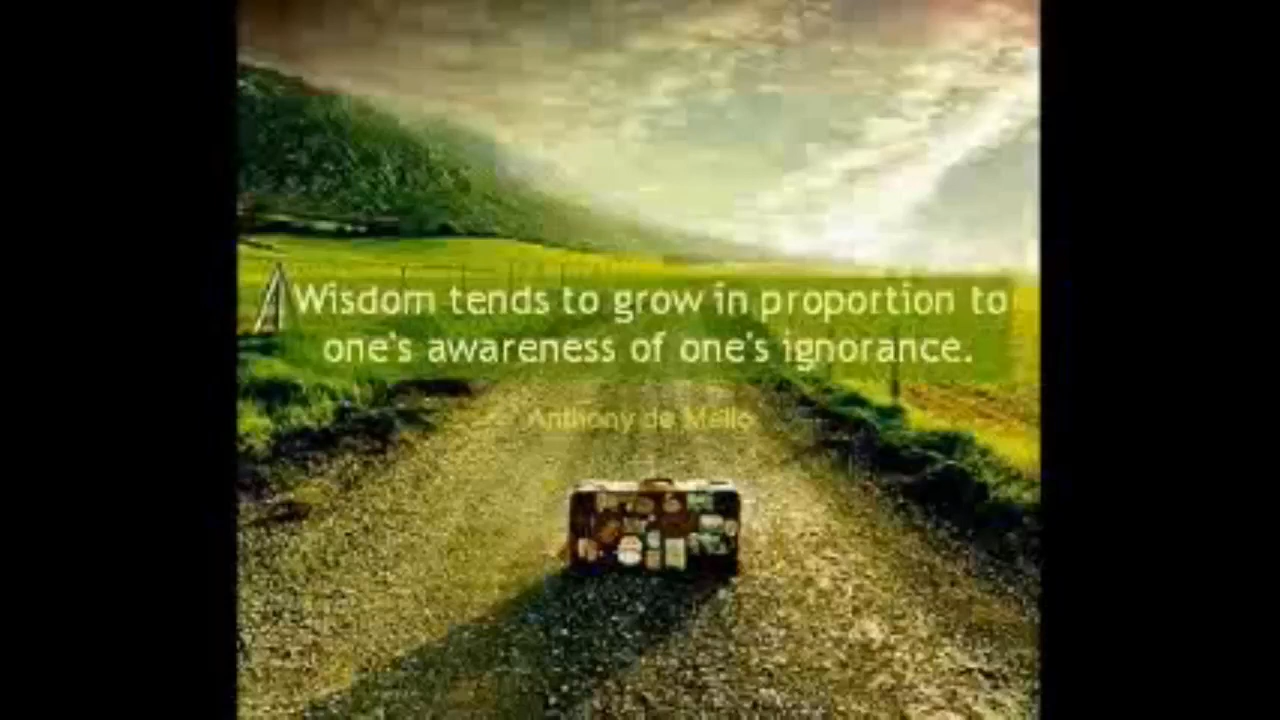 Wisdom tends to grow in proportion to
one's awareness of one's ignorance.
Anthony de Mello